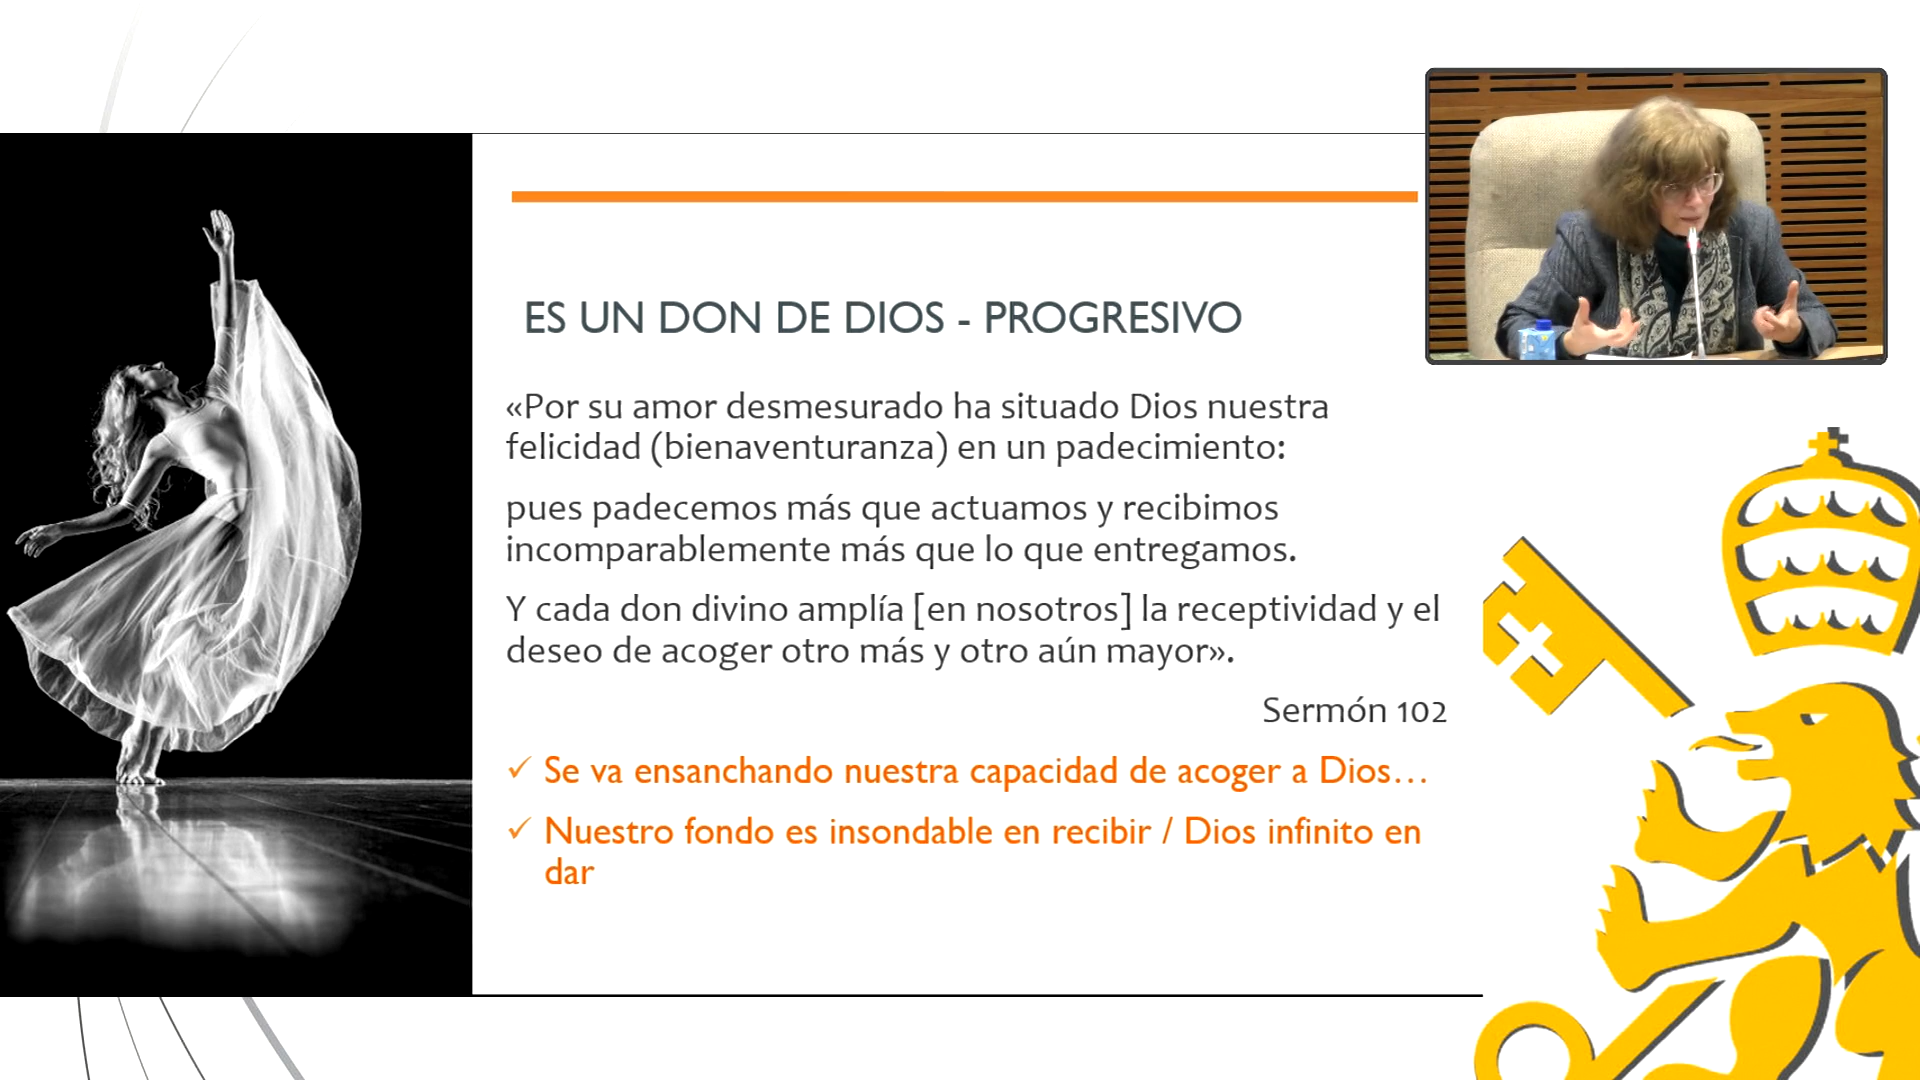 ES UN DON DE DIOS - PROGRESIVO
«Por su amor desmesurado ha situado Dios nuestra
felicidad (bienaventuranza) en un padecimiento:
pues padecemos más que actuamos y recibimos
incomparablemente más que lo que entregamos.
Y cada don divino amplía [en nosotros] la receptividad y el
deseo de acoger otro más y otro aún mayor».
Sermón 102
✓ Se va ensanchando nuestra capacidad de acoger a Dios…
✓ Nuestro fondo es insondable en recibir / Dios infinito en
dar